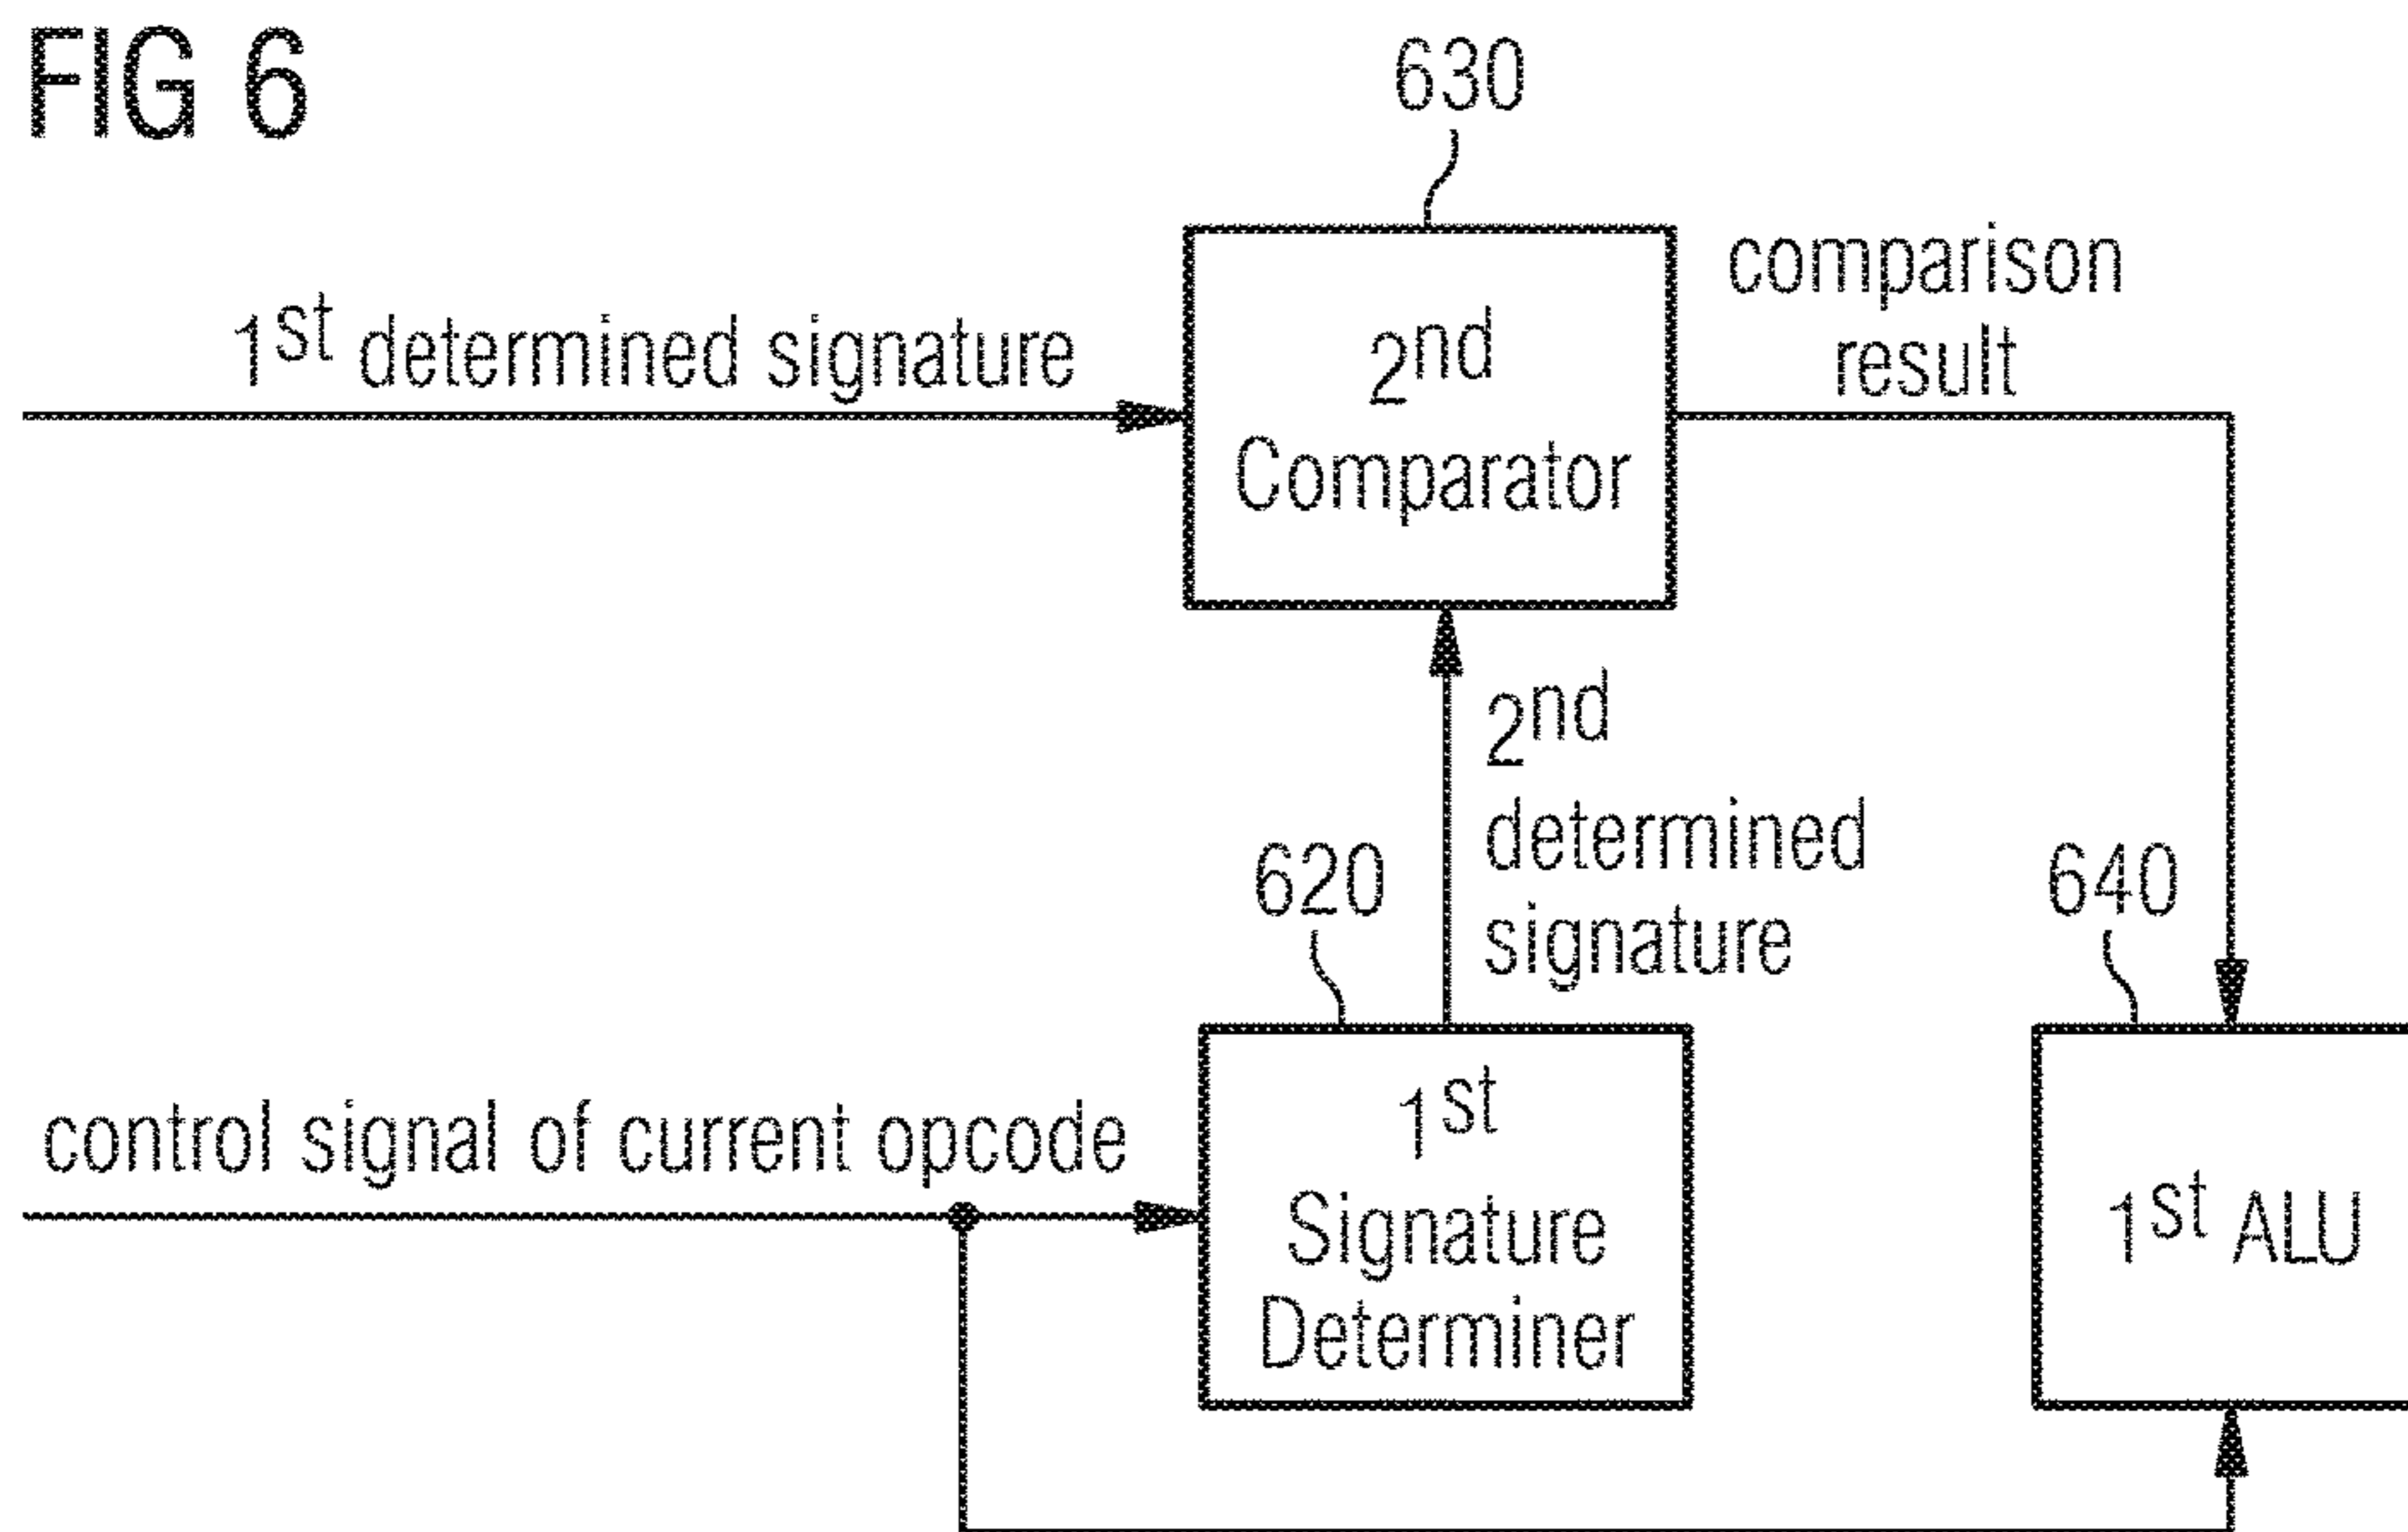 FIG 6
630
1st determined signature
2nd
Comparator
comparison
result
2nd
determined
signature
620
640
control signal of current opcode
1st
Signature
Determiner
1st ALU